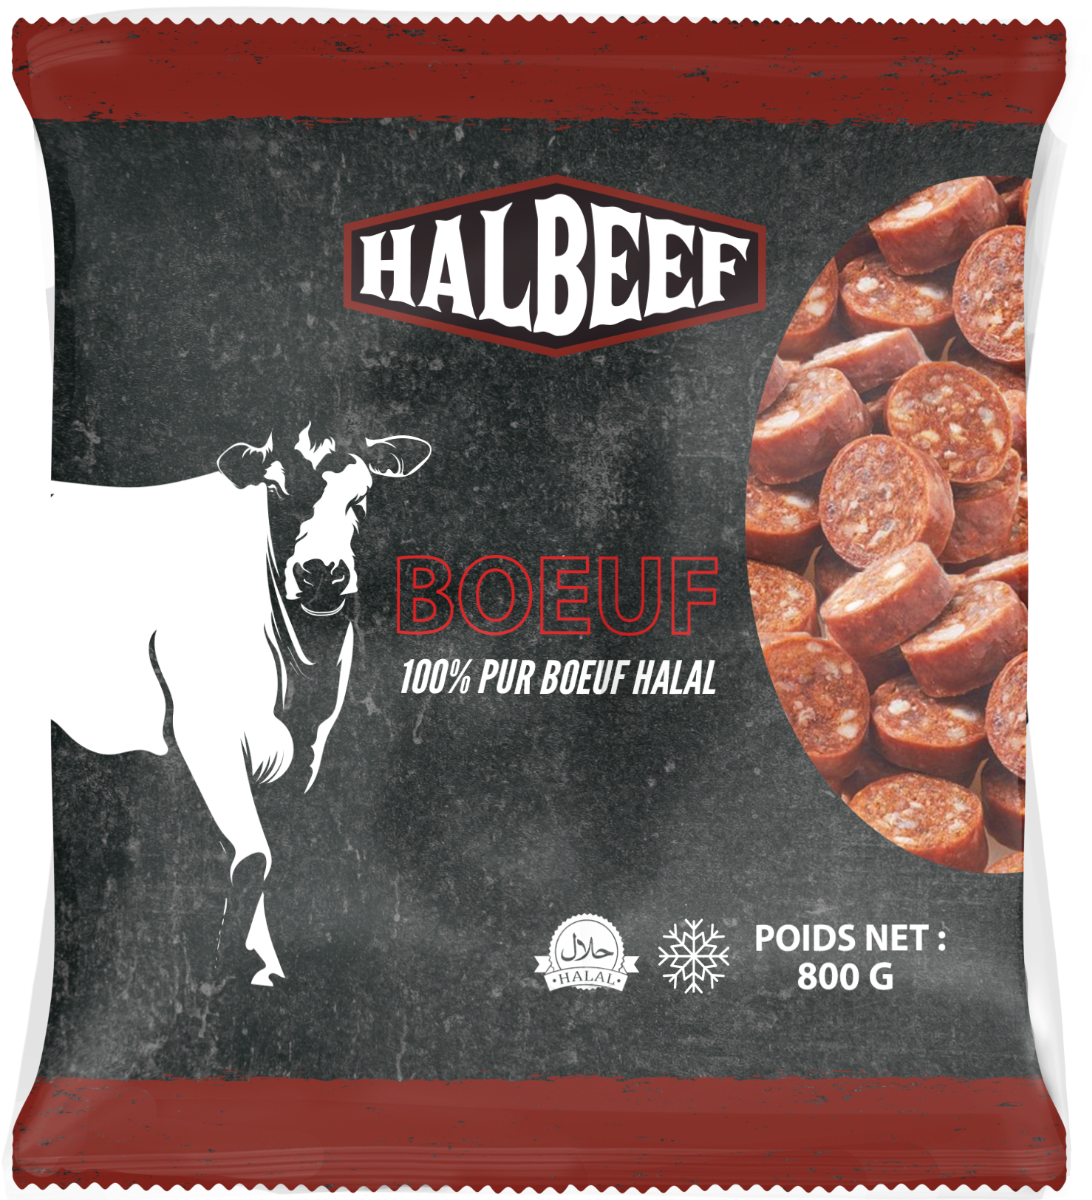 HALBEEF
BOEUF
100% PUR BOEUF HALAL
حلال
·HALAL·
POIDS NET :
800 G